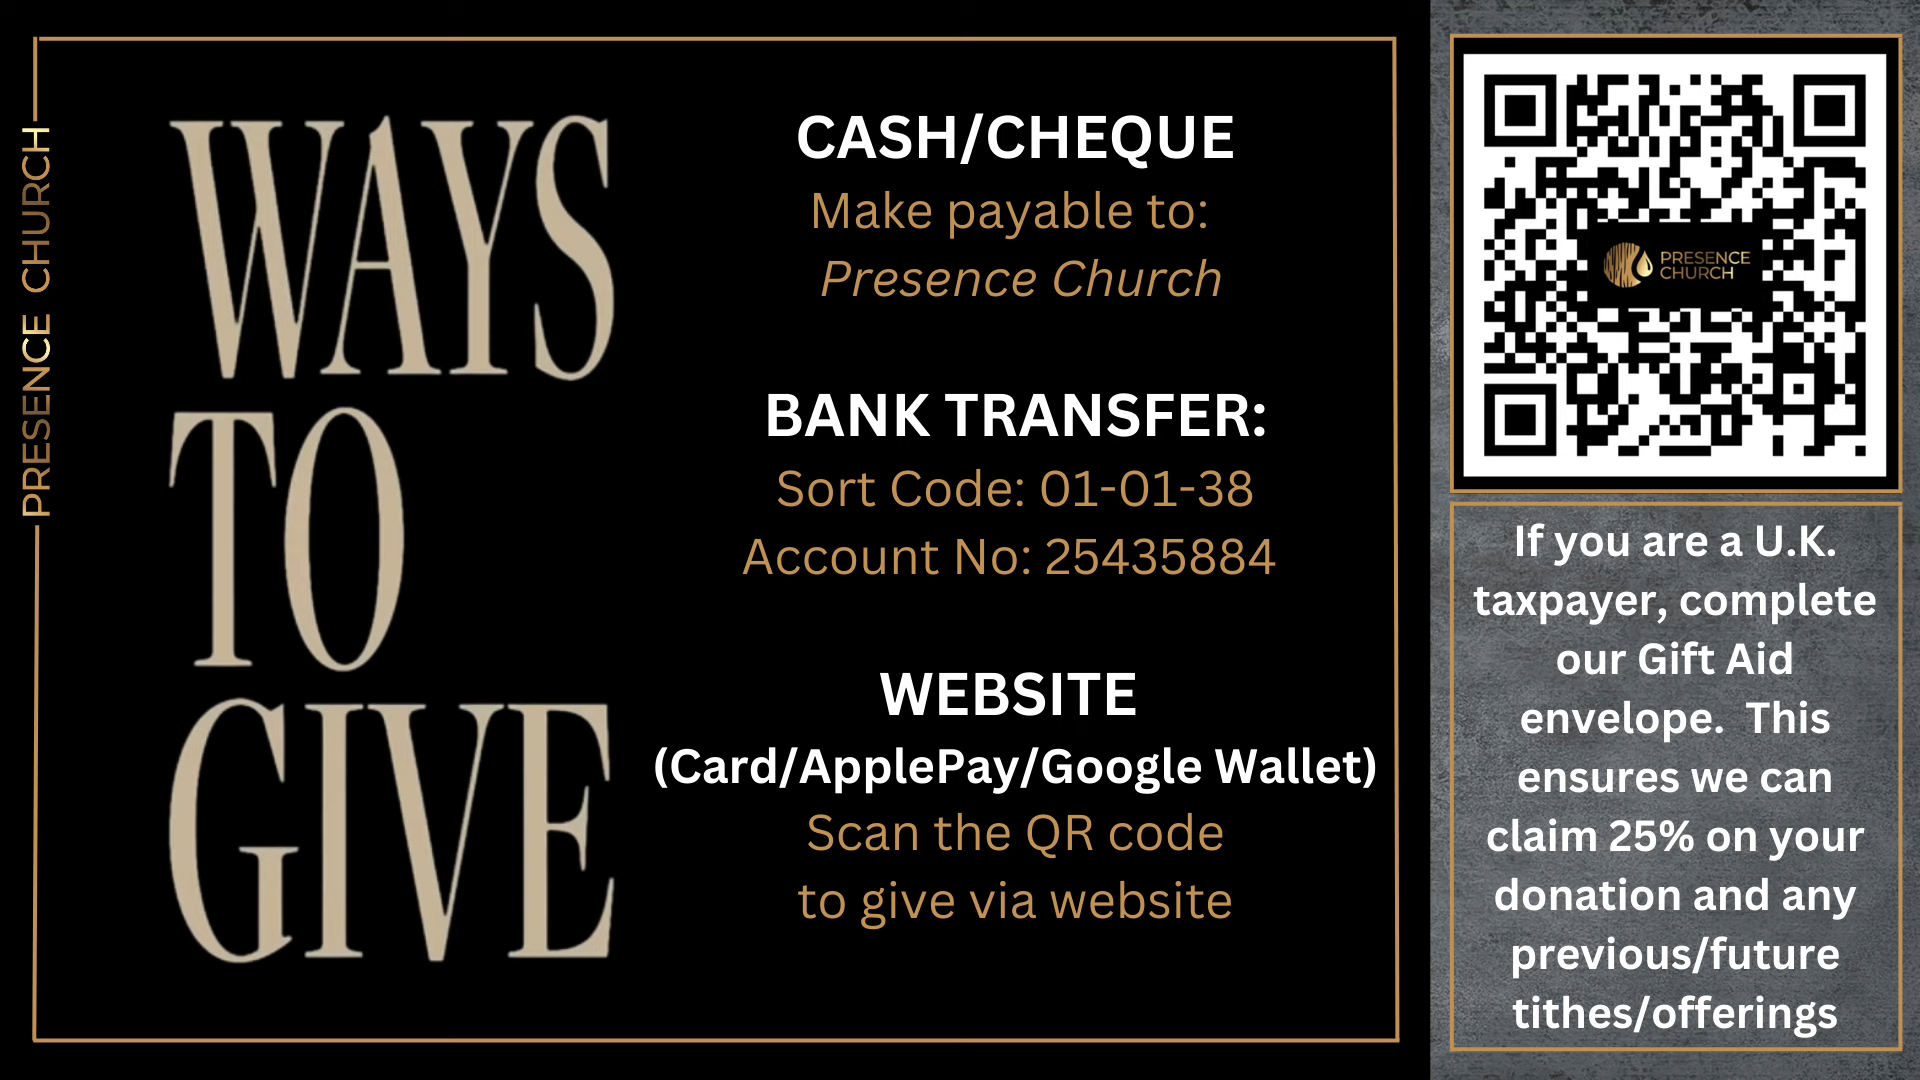 PRESENCE CHURCH
WAYS
TO
GIVE
CASH/CHEQUE
Make payable to:
Presence Church
BANK TRANSFER:
Sort Code: 01-01-38
Account No: 25435884
WEBSITE
(Card/ApplePay/Google Wallet)
Scan the QR code
to give via website
PRESENCE
CHURCH
If you are a U.K.
taxpayer, complete
our Gift Aid
envelope.  This
ensures we can
claim 25% on your
donation and any
previous/future
tithes/offerings